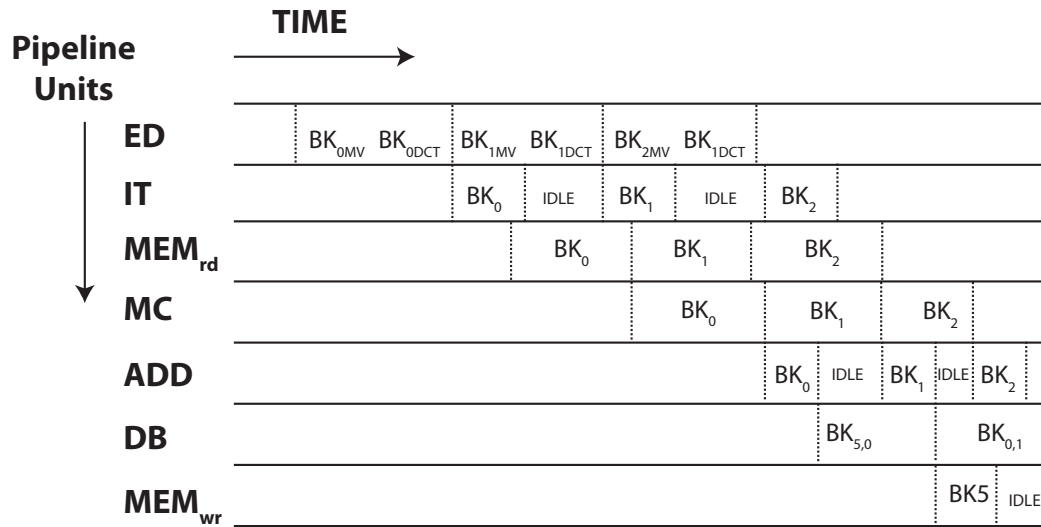 TIME
Pipeline
Units
ED BK0MV BK0DCT BK1MV BK1DCT BK2MV BK1DCT
IT BK0 IDLE BK1 IDLE BK2
MEMrd BK0 BK1 BK2
MC BK0 BK1 BK2
ADD BK0 IDLE BK1 IDLE BK2
DB BK5,0 BK0,1
MEMwr BK5 IDLE